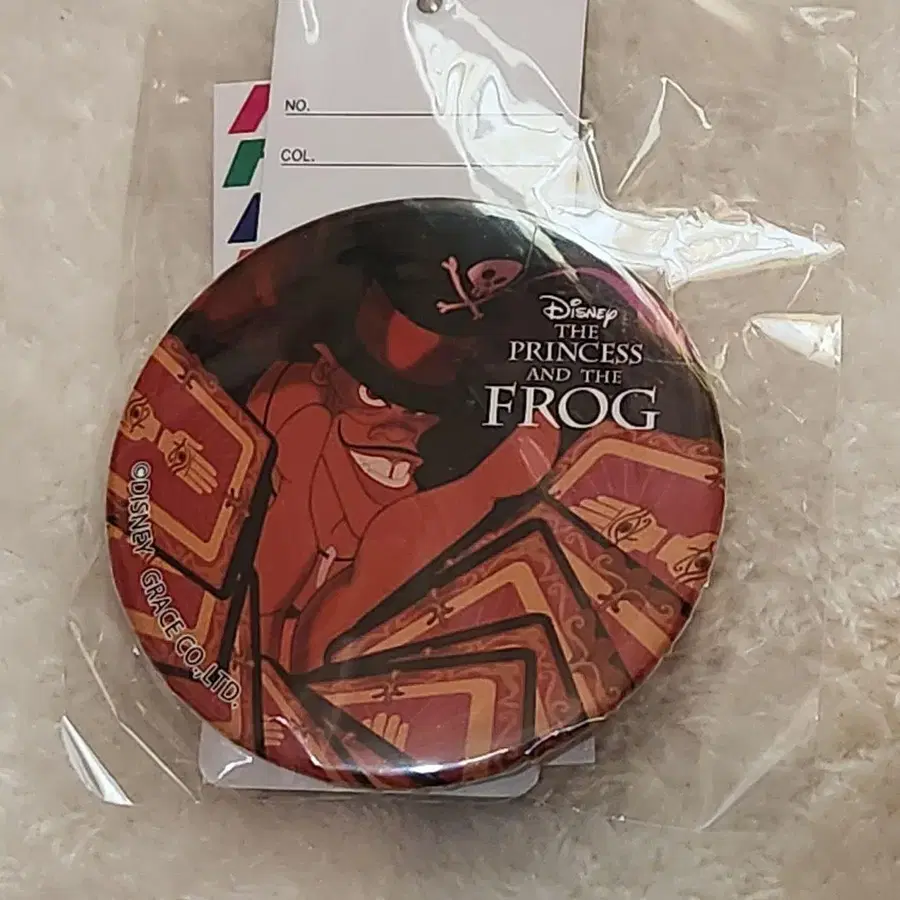 NO.
COL.
Disney
THE
PRINCESS
AND THE
FROG
©DISNEY GRACE CO.,LTD.